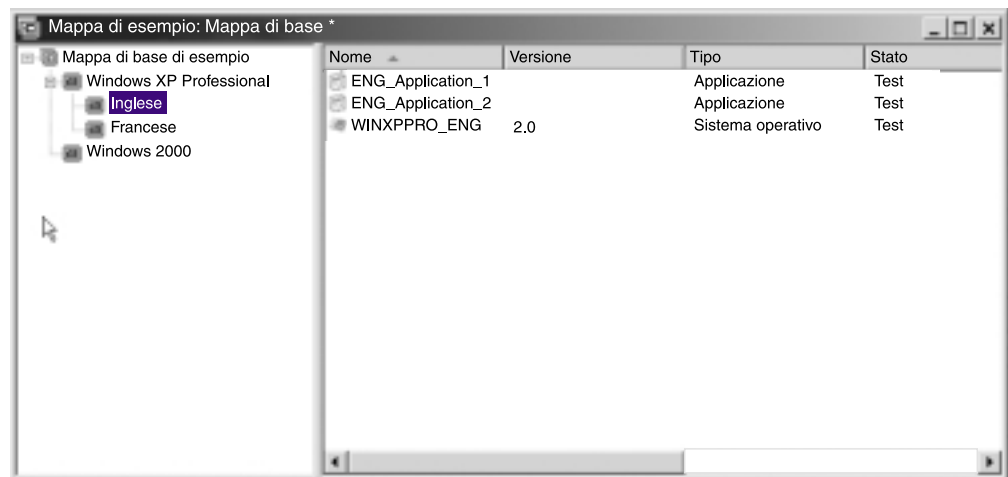 Mappa di esempio: Mappa di base *
Mappa di base di esempio
Windows XP Professional
Inglese
Francese
Windows 2000
Nome Versione Tipo Stato
ENG_Application_1 Applicazione Test
ENG_Application_2 Applicazione Test
WINXPPRO_ENG 2.0 Sistema operativo Test